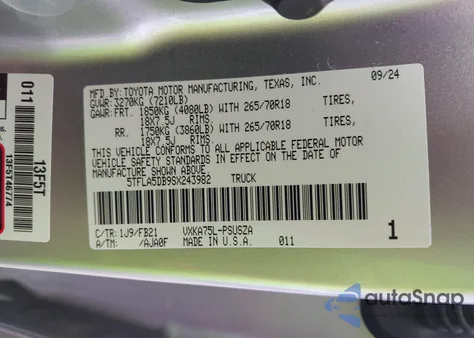 MFD.BY:TOYOTA MOTOR MANUFACTURING, TEXAS, INC. 09/24
GVWR: 3270KG (7210LB)
GAWR: FRT. 1850KG (4080LB) WITH 265/70R18 TIRES,
18X7.5J RIMS
RR. 1750KG (3860LB) WITH 265/70R18 TIRES,
18X7.5J RIMS
THIS VEHICLE CONFORMS TO ALL APPLICABLE FEDERAL MOTOR
VEHICLE SAFETY STANDARDS IN EFFECT ON THE DATE OF
MANUFACTURE SHOWN ABOVE.
5TFLA5DB9SX243982 TRUCK
C/TR: 1J9/FB21 VXKA75L-PSUSZA
A/TM: /AJA0F MADE IN U.S.A. 011 1
011
13F5T
13F5T46774
autoSnap